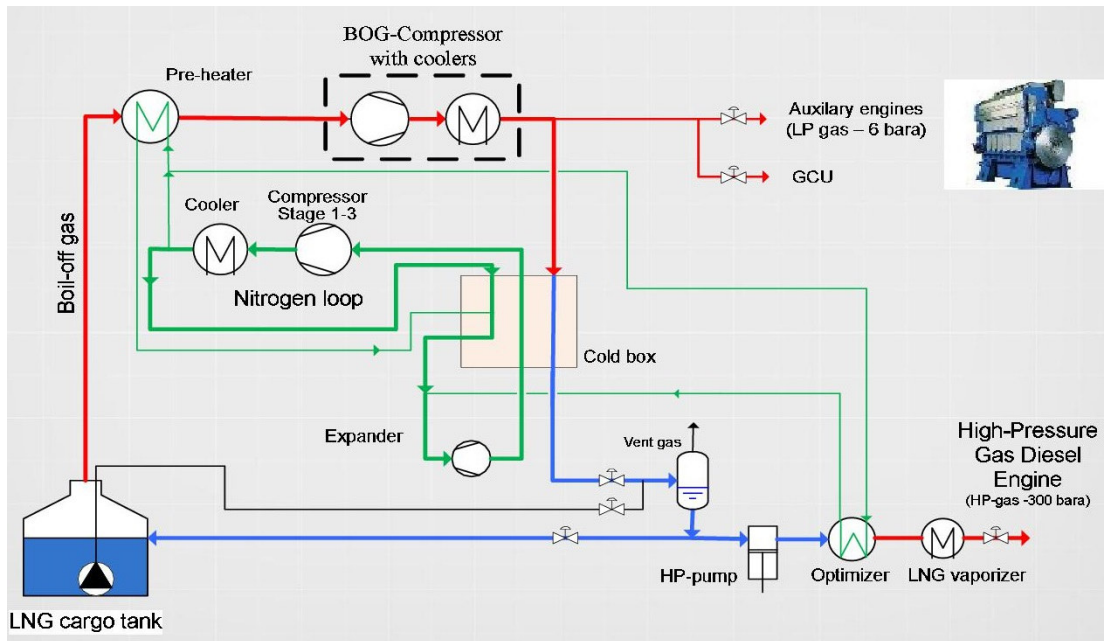 BOG-Compressor
with coolers
Pre-heater
Auxilary engines
(LP gas – 6 bara)
GCU
Boil-off gas
Cooler
Compressor
Stage 1-3
Nitrogen loop
Cold box
Expander
Vent gas
High-Pressure
Gas Diesel
Engine
(HP-gas -300 bara)
HP-pump
Optimizer
LNG vaporizer
LNG cargo tank